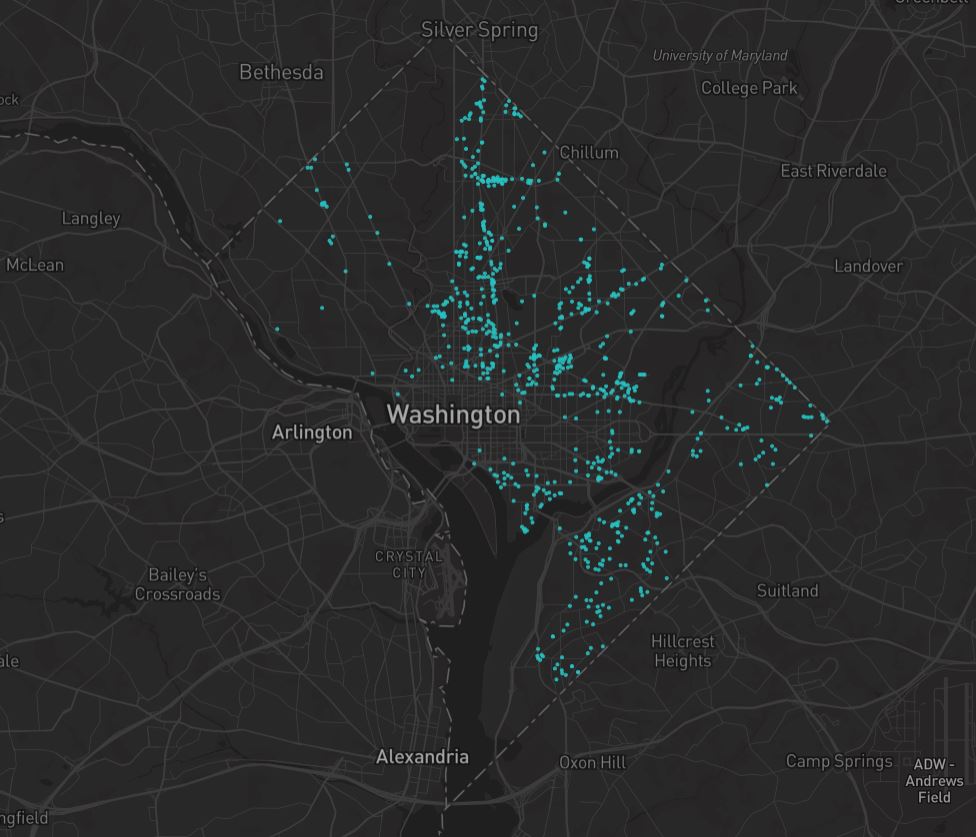 Silver Spring
Bethesda
University of Maryland
College Park
ock
Chillum
East Riverdale
Langley
McLean
Landover
Washington
Arlington
CRYSTAL
CITY
Bailey's
Crossroads
Suitland
Hillcrest
Heights
ale
Alexandria
Oxon Hill
Camp Springs
ADW -
Andrews
Field
ngfield